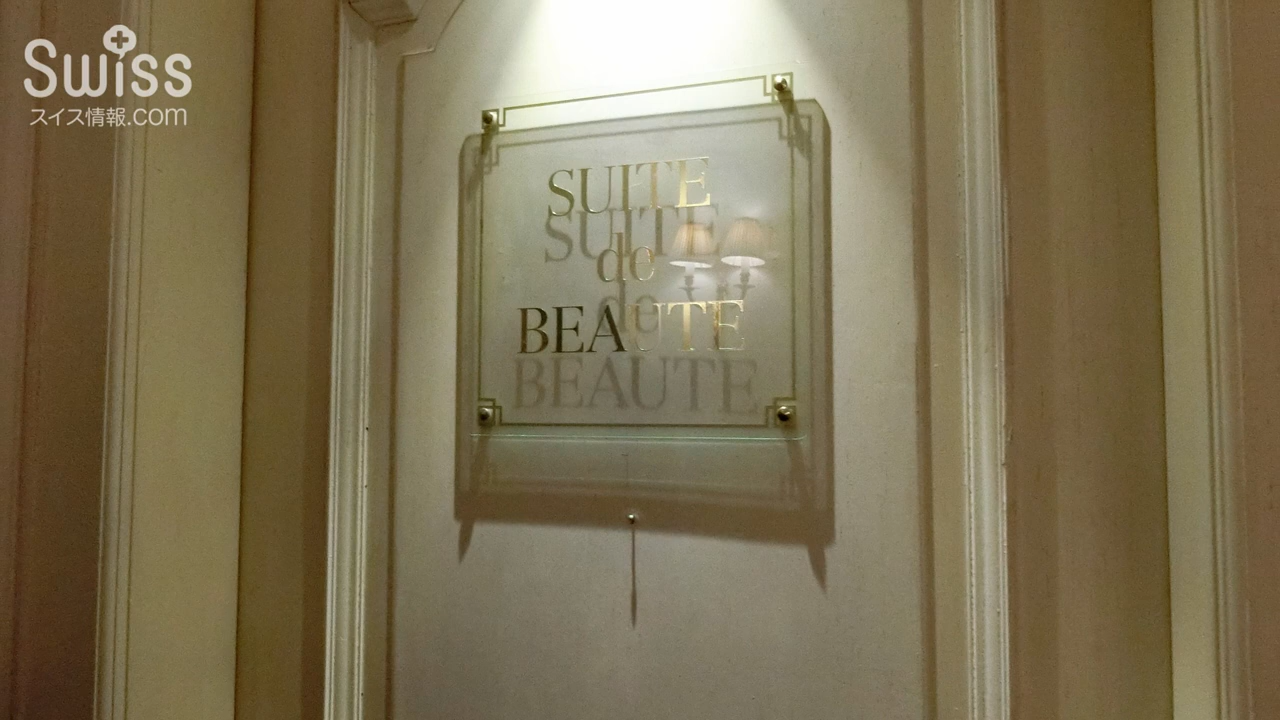 Swiss
スイス情報.com
SUITE
de
BEAUTE